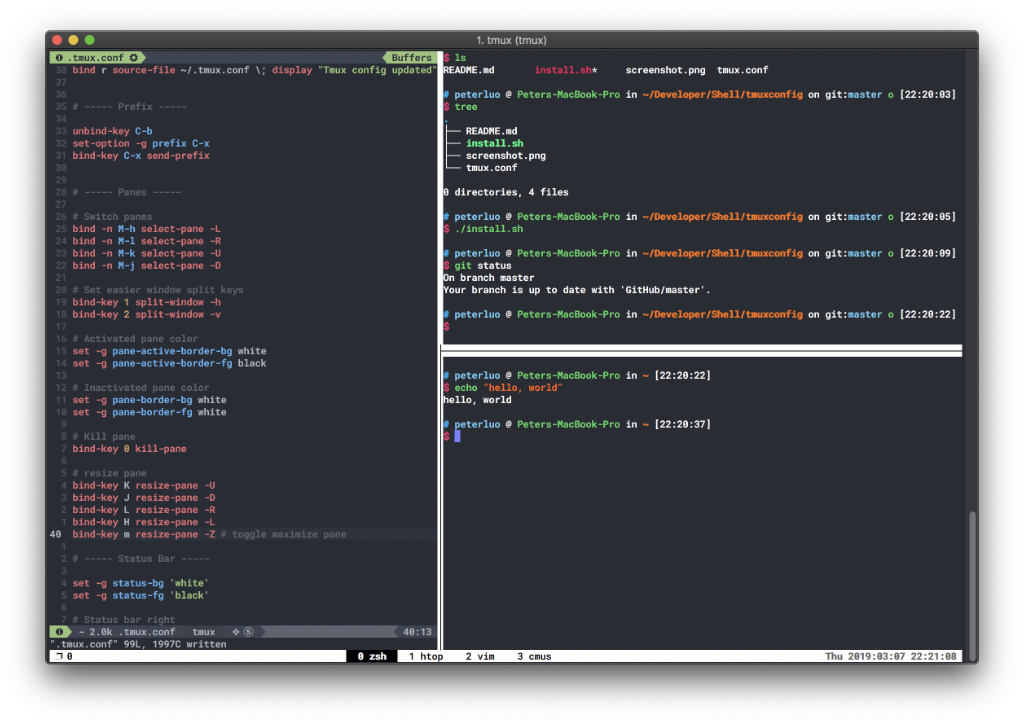 1. tmux (tmux)
.tmux.conf
Buffers
38 bind r source-file ~/.tmux.conf \; display "Tmux config updated"
37
36
35 # ----- Prefix -----
34
33 unbind-key C-b
32 set-option -g prefix C-x
31 bind-key C-x send-prefix
30
29
28 # ----- Panes -----
27
26 # Switch panes
25 bind -n M-h select-pane -L
24 bind -n M-l select-pane -R
23 bind -n M-k select-pane -U
22 bind -n M-j select-pane -D
21
20 # Set easier window split keys
19 bind-key 1 split-window -h
18 bind-key 2 split-window -v
17
16 # Activated pane color
15 set -g pane-active-border-bg white
14 set -g pane-active-border-fg black
13
12 # Inactivated pane color
11 set -g pane-border-bg white
10 set -g pane-border-fg white
9
8 # Kill pane
7 bind-key 0 kill-pane
6
5 # resize pane
4 bind-key K resize-pane -U
3 bind-key J resize-pane -D
2 bind-key L resize-pane -R
1 bind-key H resize-pane -L
40 bind-key m resize-pane -Z # toggle maximize pane
1
2 # ----- Status Bar -----
3
4 set -g status-bg 'white'
5 set -g status-fg 'black'
6
7 # Status bar right
- 2.0k .tmux.conf tmux 40:13
".tmux.conf" 99L, 1997C written
$ ls
README.md install.sh* screenshot.png tmux.conf
# peterluo @ Peters-MacBook-Pro in ~/Developer/Shell/tmuxconfig on git:master o [22:20:03]
$ tree
.
├── README.md
├── install.sh
├── screenshot.png
└── tmux.conf
0 directories, 4 files
# peterluo @ Peters-MacBook-Pro in ~/Developer/Shell/tmuxconfig on git:master o [22:20:05]
$ ./install.sh
# peterluo @ Peters-MacBook-Pro in ~/Developer/Shell/tmuxconfig on git:master o [22:20:09]
$ git status
On branch master
Your branch is up to date with 'GitHub/master'.
# peterluo @ Peters-MacBook-Pro in ~/Developer/Shell/tmuxconfig on git:master o [22:20:22]
$
# peterluo @ Peters-MacBook-Pro in ~ [22:20:22]
$ echo "hello, world"
hello, world
# peterluo @ Peters-MacBook-Pro in ~ [22:20:37]
$
❐ 0 0 zsh 1 htop 2 vim 3 cmus Thu 2019:03:07 22:21:08